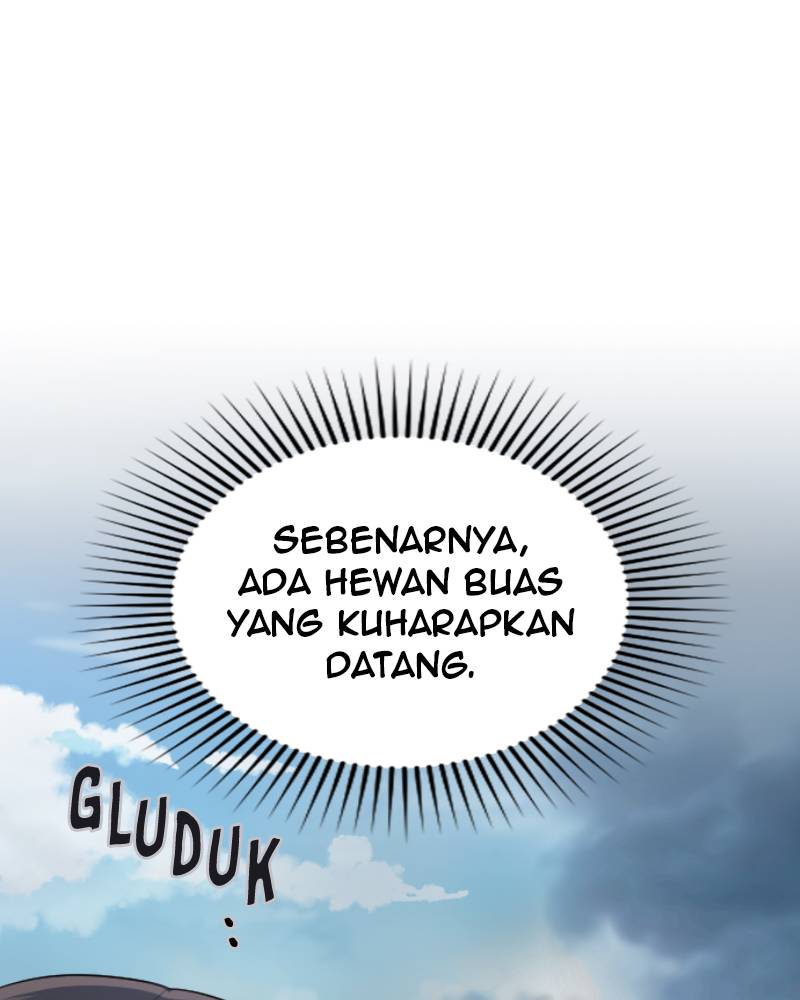 SEBENARNYA,
ADA HEWAN BUAS
YANG KUHARAPKAN
DATANG.
GLUDUK